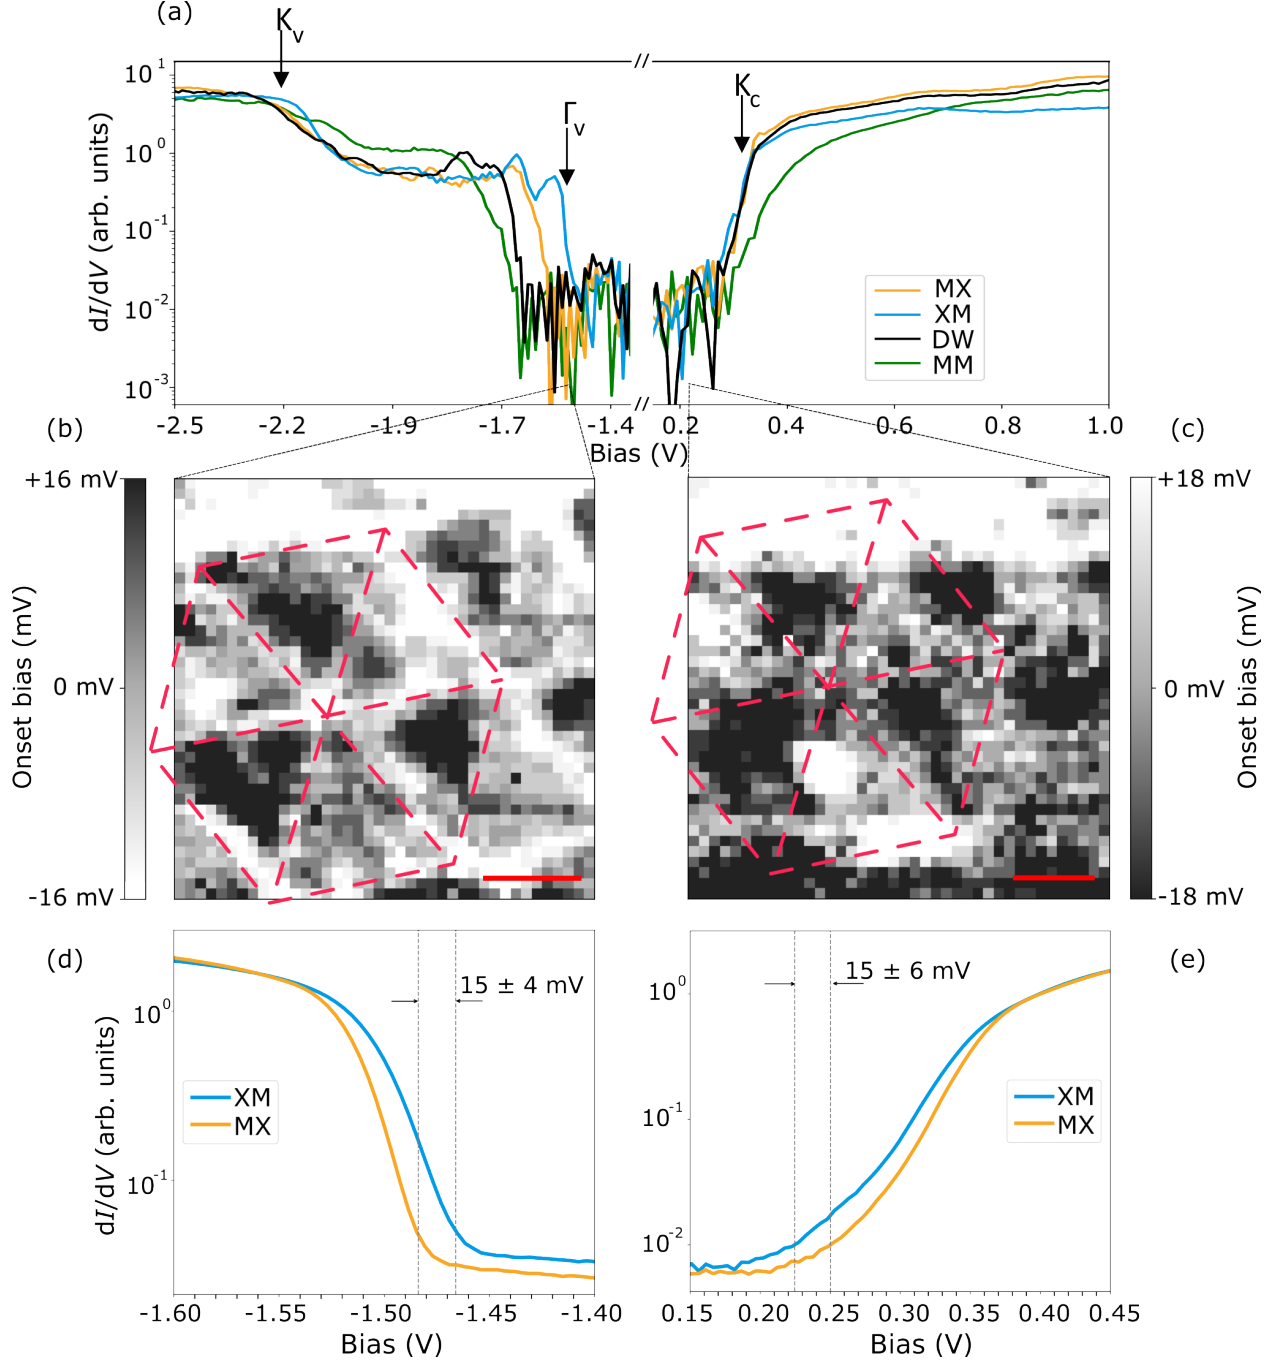 (a)
K_v
Γ_v
K_c
10^1
10^0
10^-1
10^-2
10^-3
dI/dV (arb. units)
//
//
MX
XM
DW
MM
-2.5 -2.2 -1.9 -1.7 -1.4 0.2 0.4 0.6 0.8 1.0
Bias (V)
(b)
+16 mV
0 mV
-16 mV
Onset bias (mV)
(c)
+18 mV
0 mV
-18 mV
Onset bias (mV)
(d)
15 ± 4 mV
10^0
10^-1
dI/dV (arb. units)
XM
MX
-1.60 -1.55 -1.50 -1.45 -1.40
Bias (V)
(e)
15 ± 6 mV
10^0
10^-1
10^-2
XM
MX
0.15 0.20 0.25 0.30 0.35 0.40 0.45
Bias (V)